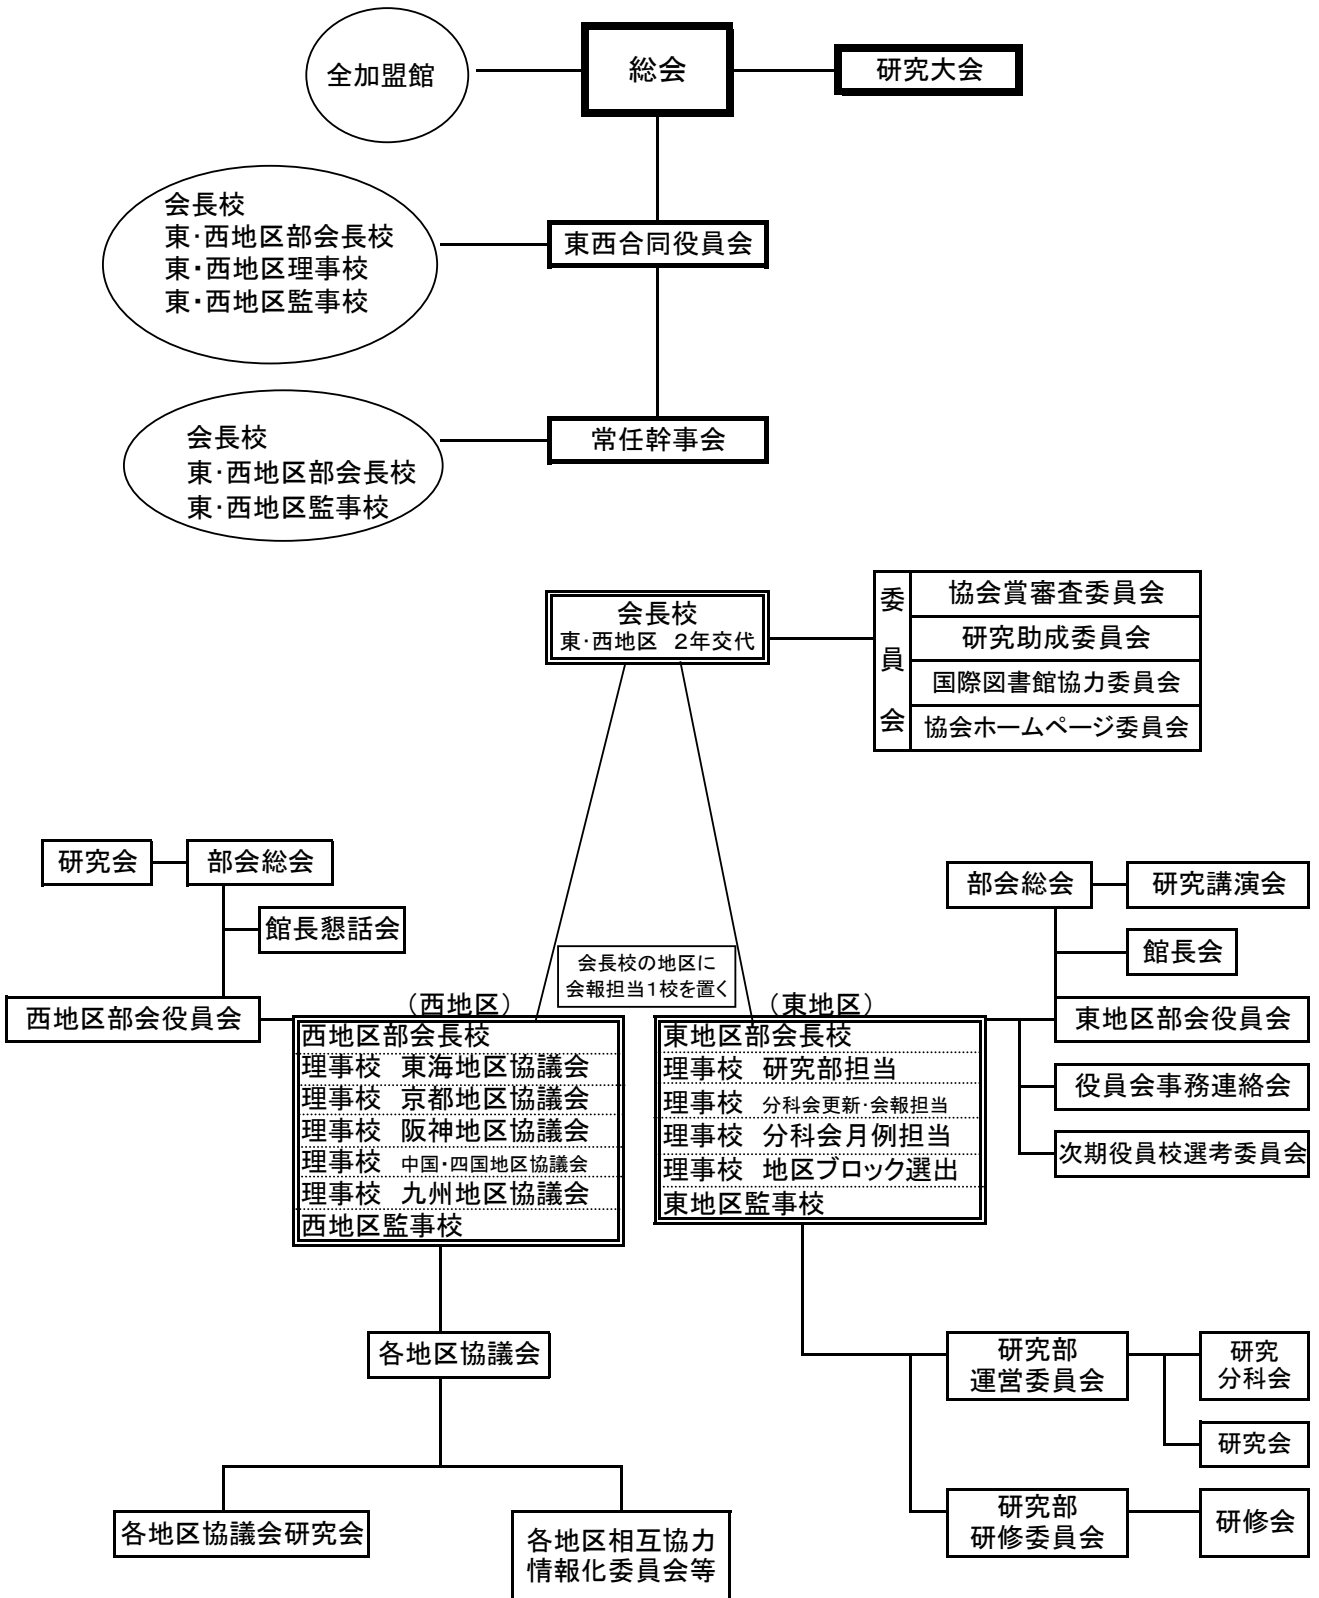 全加盟館
総会
研究大会
会長校
東・西地区部会長校
東・西地区理事校
東・西地区監事校
東西合同役員会
会長校
東・西地区部会長校
東・西地区監事校
常任幹事会
会長校
東・西地区 2年交代
委員会
協会賞審査委員会
研究助成委員会
国際図書館協力委員会
協会ホームページ委員会
研究会
部会総会
館長懇話会
西地区部会役員会
部会総会
研究講演会
館長会
東地区部会役員会
役員会事務連絡会
次期役員校選考委員会
会長校の地区に
会報担当1校を置く
(西地区)
西地区部会長校
理事校 東海地区協議会
理事校 京都地区協議会
理事校 阪神地区協議会
理事校 中国・四国地区協議会
理事校 九州地区協議会
西地区監事校
(東地区)
東地区部会長校
理事校 研究部担当
理事校 分科会更新・会報担当
理事校 分科会月例担当
理事校 地区ブロック選出
東地区監事校
各地区協議会
各地区協議会研究会
各地区相互協力
情報化委員会等
研究部
運営委員会
研究
分科会
研究会
研究部
研修委員会
研修会